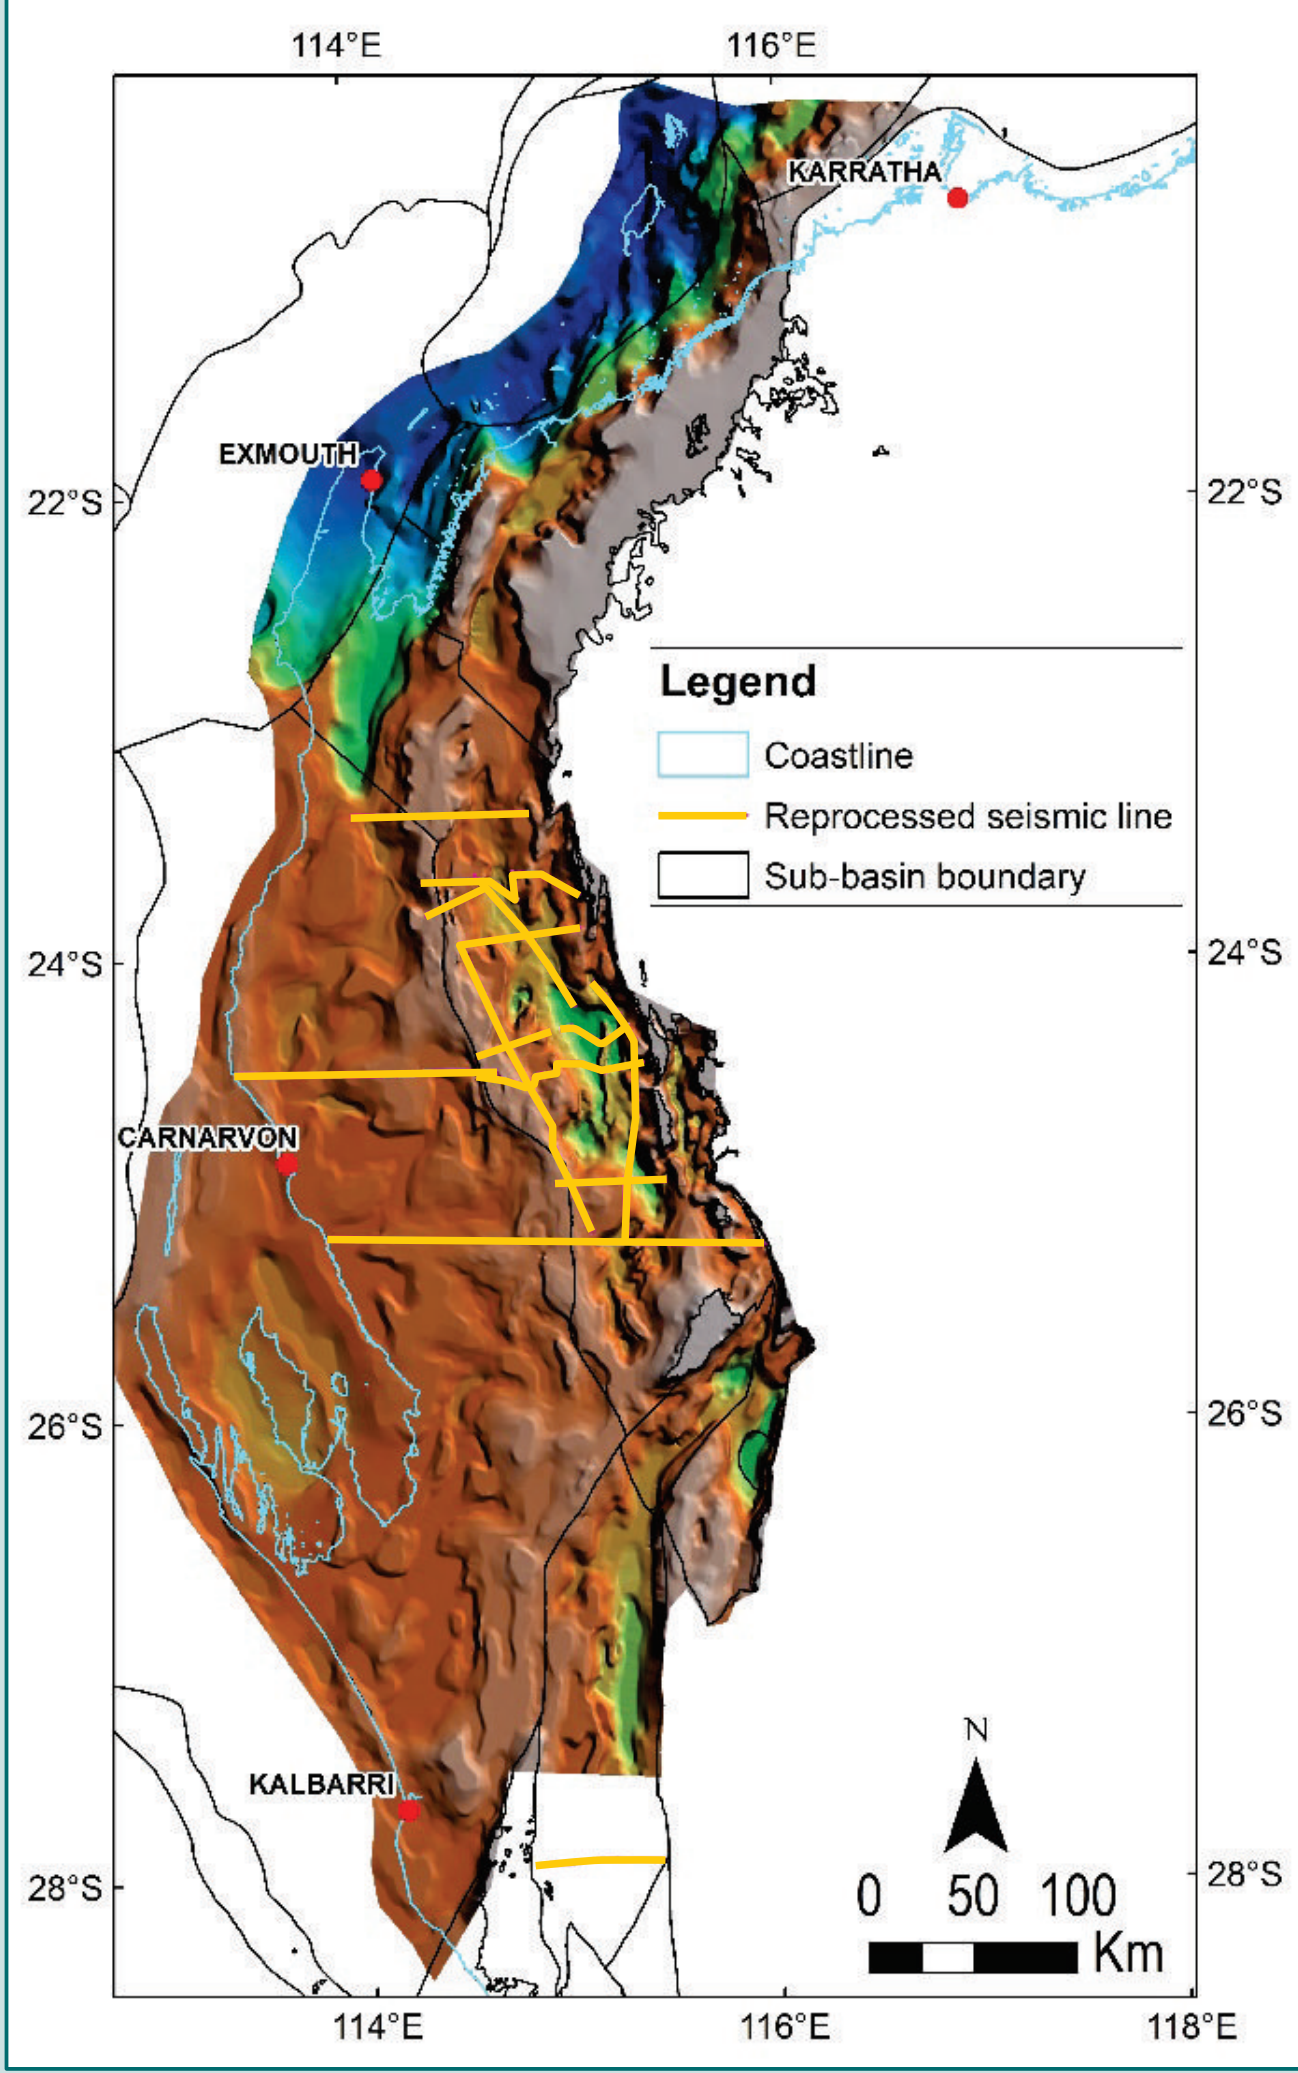 114°E 116°E
KARRATHA
EXMOUTH
22°S 22°S
Legend
Coastline
Reprocessed seismic line
Sub-basin boundary
24°S 24°S
CARNARVON
26°S 26°S
N
KALBARRI
28°S 28°S
0 50 100
Km
114°E 116°E 118°E